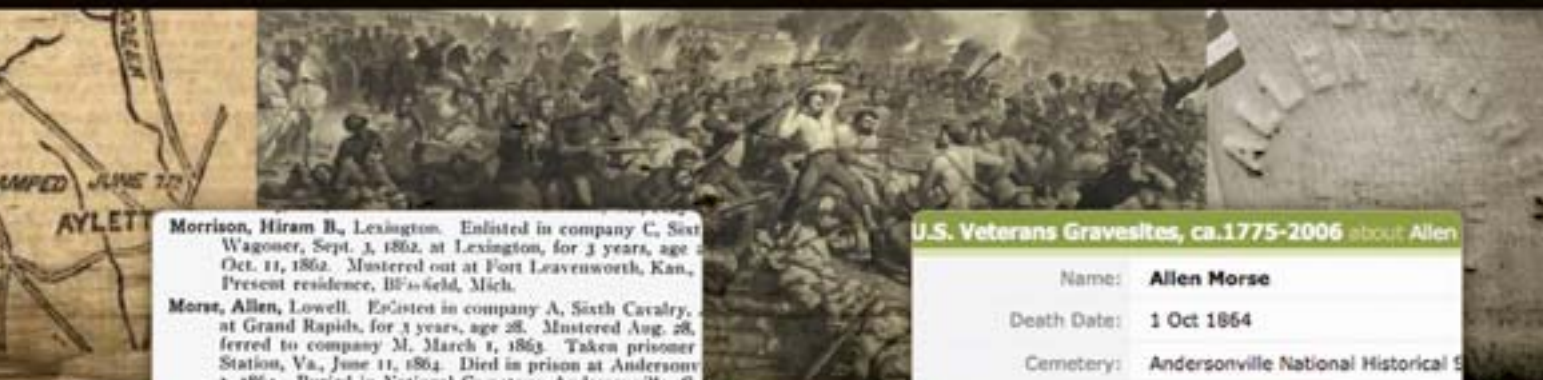 AYLETT
JUNE 7TH
Morrison, Hiram B., Lexington. Enlisted in company C, Sixt
Wagoner, Sept. 3, 1862, at Lexington, for 3 years, age
Oct. 11, 1862. Mustered out at Fort Leavenworth, Kan.,
Present residence, Mich.
Morse, Allen, Lowell. Enlisted in company A, Sixth Cavalry,
at Grand Rapids, for 3 years, age 28. Mustered Aug. 28,
ferred to company M, March 1, 1863. Taken prisoner
Station, Va., June 11, 1864. Died in prison at Andersonv
U.S. Veterans Gravesites, ca.1775-2006 about Allen
Name: Allen Morse
Death Date: 1 Oct 1864
Cemetery: Andersonville National Historical S
ALLEN